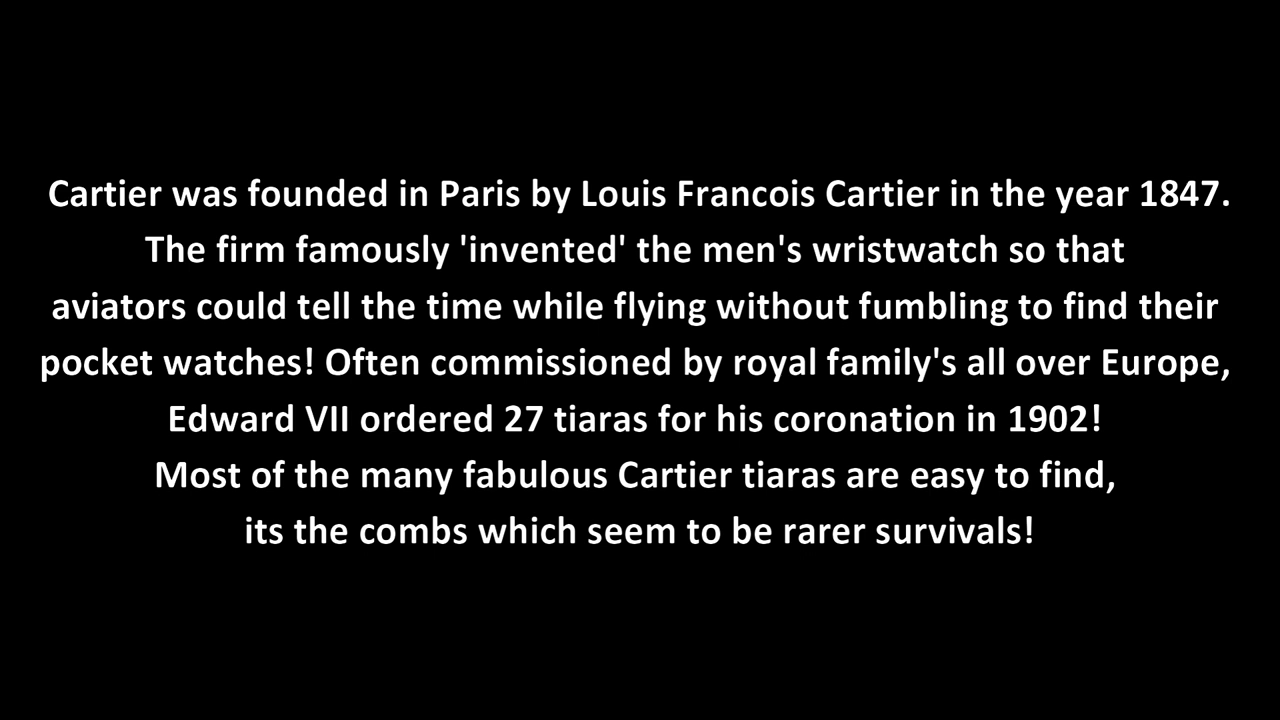 Cartier was founded in Paris by Louis Francois Cartier in the year 1847.
The firm famously 'invented' the men's wristwatch so that
aviators could tell the time while flying without fumbling to find their
pocket watches! Often commissioned by royal family's all over Europe,
Edward VII ordered 27 tiaras for his coronation in 1902!
Most of the many fabulous Cartier tiaras are easy to find,
its the combs which seem to be rarer survivals!